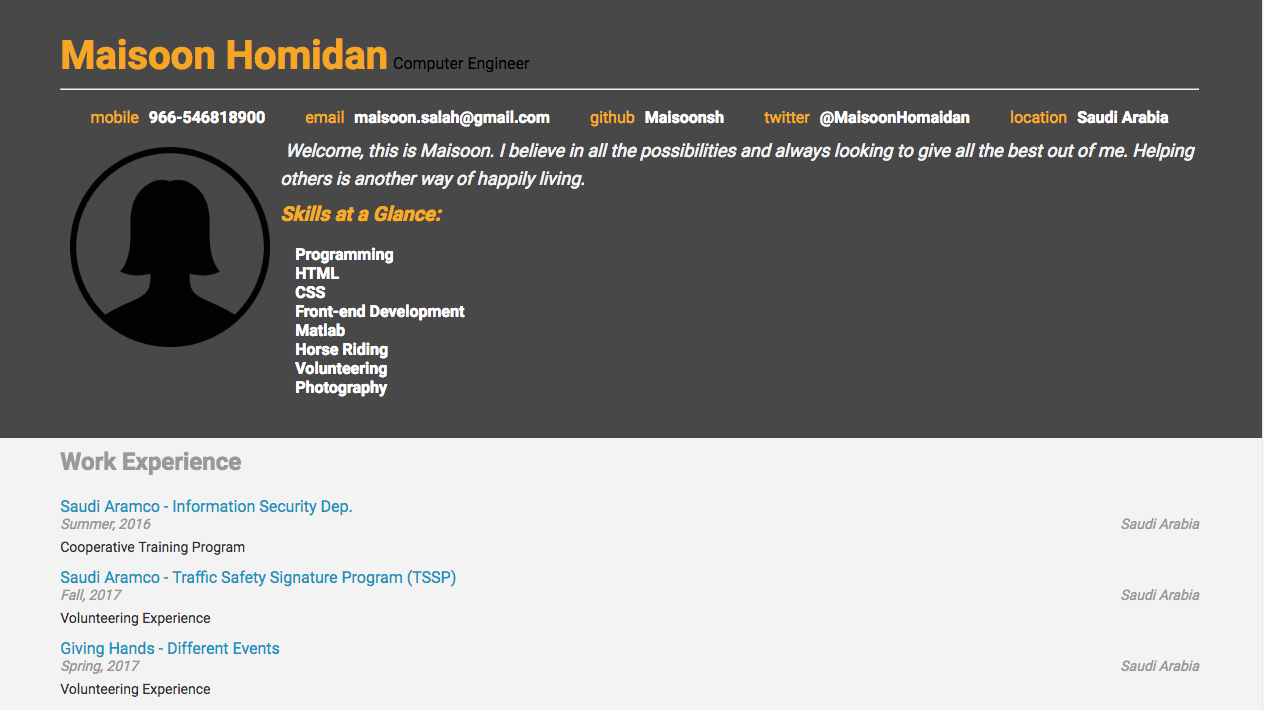 Maisoon Homidan Computer Engineer
mobile 966-546818900 email maisoon.salah@gmail.com github Maisoonsh twitter @MaisoonHomaidan location Saudi Arabia
Welcome, this is Maisoon. I believe in all the possibilities and always looking to give all the best out of me. Helping
others is another way of happily living.
Skills at a Glance:
Programming
HTML
CSS
Front-end Development
Matlab
Horse Riding
Volunteering
Photography
Work Experience
Saudi Aramco - Information Security Dep.
Summer, 2016 Saudi Arabia
Cooperative Training Program
Saudi Aramco - Traffic Safety Signature Program (TSSP)
Fall, 2017 Saudi Arabia
Volunteering Experience
Giving Hands - Different Events
Spring, 2017 Saudi Arabia
Volunteering Experience